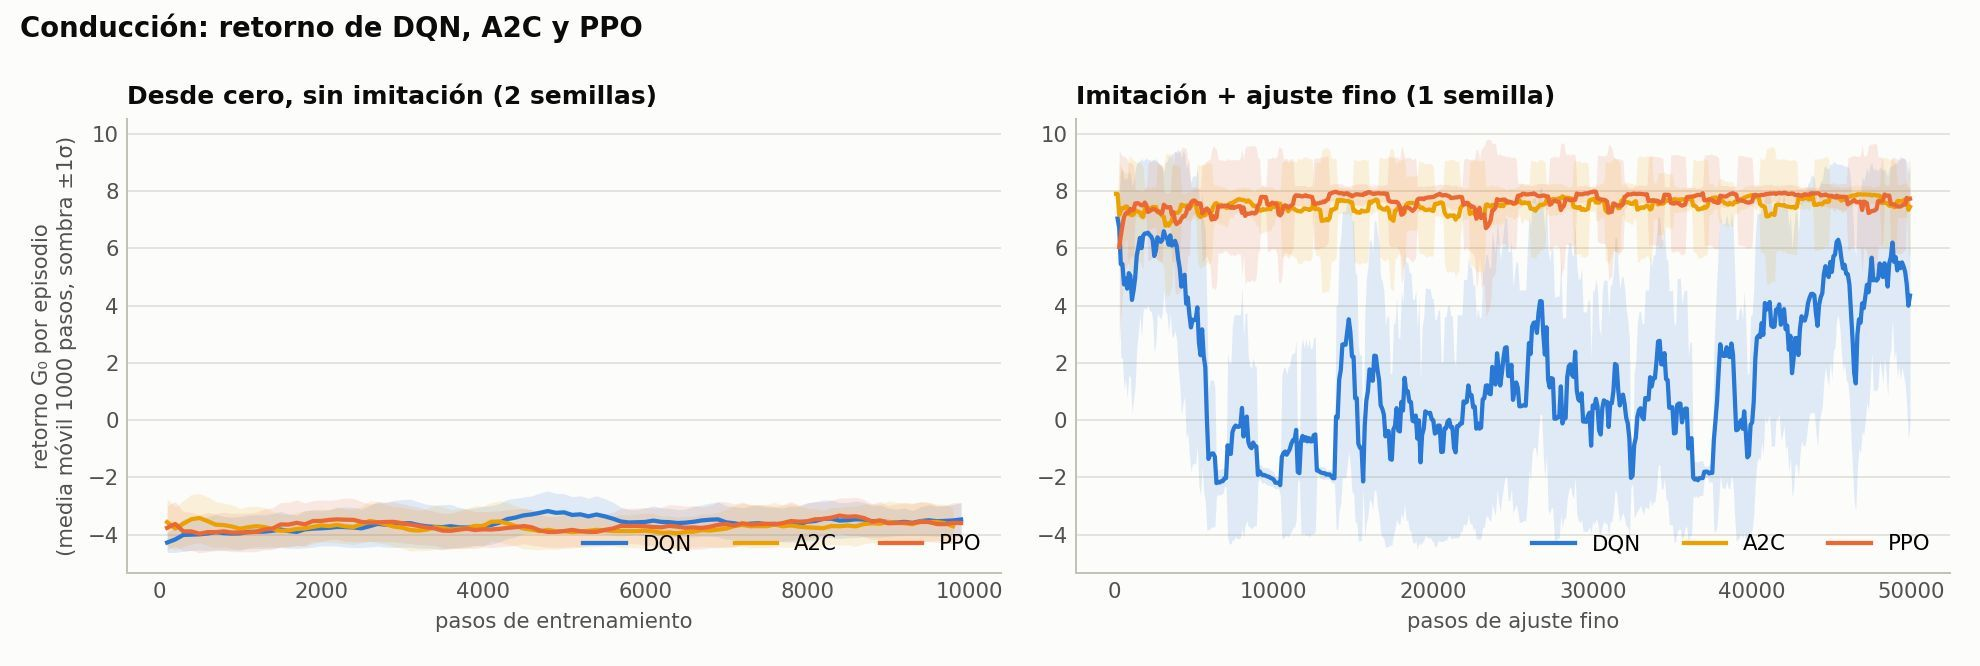 Conducción: retorno de DQN, A2C y PPO
Desde cero, sin imitación (2 semillas)
retorno G₀ por episodio
(media móvil 1000 pasos, sombra ±1σ)
10
8
6
4
2
0
−2
−4
DQN A2C PPO
0 2000 4000 6000 8000 10000
pasos de entrenamiento
Imitación + ajuste fino (1 semilla)
10
8
6
4
2
0
−2
−4
DQN A2C PPO
0 10000 20000 30000 40000 50000
pasos de ajuste fino